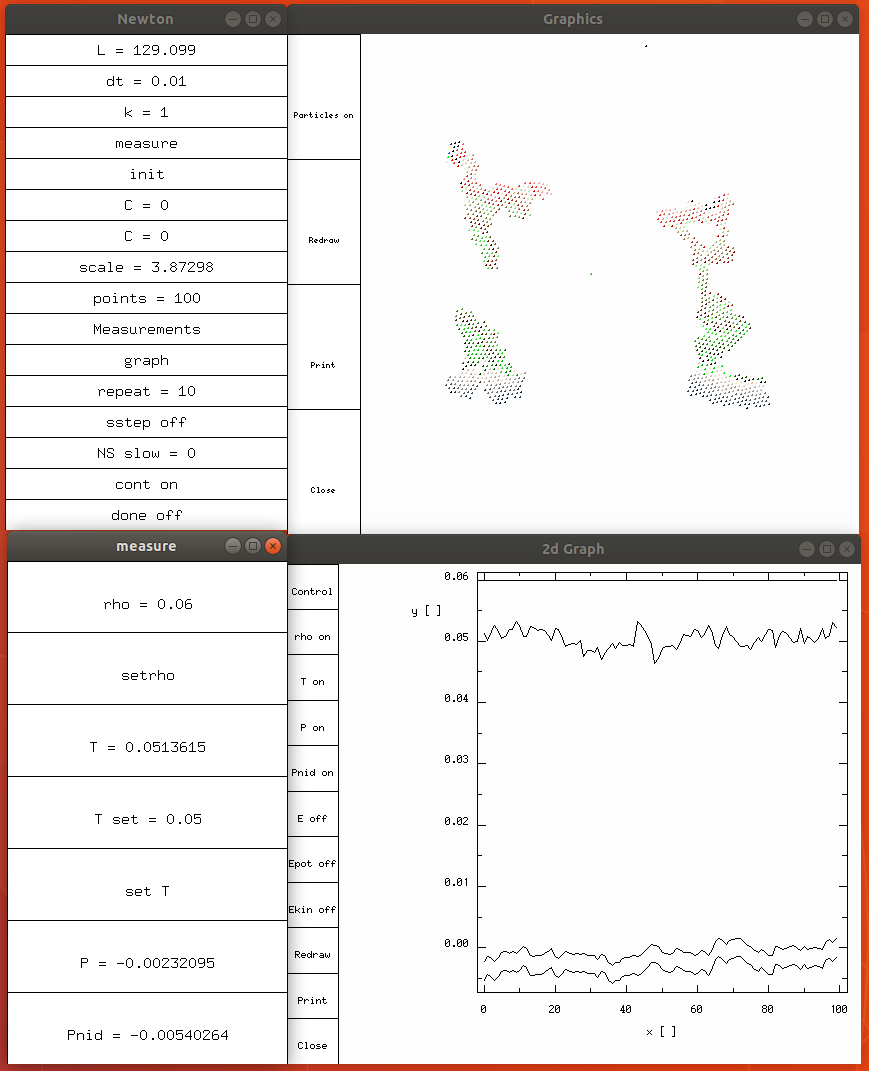 Newton
L = 129.099
dt = 0.01
k = 1
measure
init
C = 0
C = 0
scale = 3.87298
points = 100
Measurements
graph
repeat = 10
sstep off
NS slow = 0
cont on
done off
Graphics
Particles on
Redraw
Print
Close
measure
rho = 0.06
setrho
T = 0.0513615
T set = 0.05
set T
P = -0.00232095
Pnid = -0.00540264
2d Graph
Control
rho on
T on
P on
Pnid on
E off
Epot off
Ekin off
Redraw
Print
Close
0.06
y [ ]
0.05
0.04
0.03
0.02
0.01
0.00
0 20 40 60 80 100
x [ ]